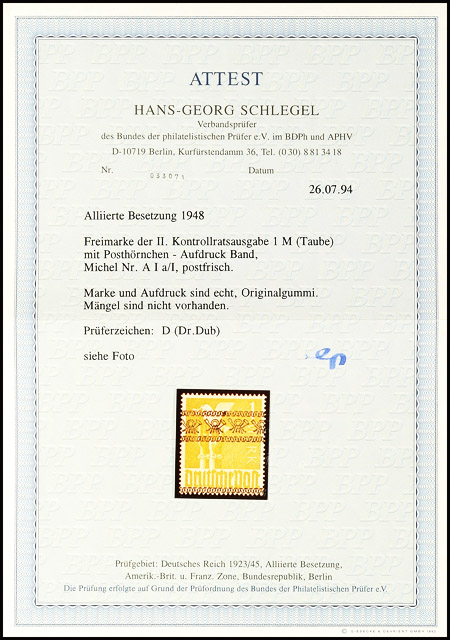 ATTEST
HANS-GEORG SCHLEGEL
Verbandsprüfer
des Bundes der philatelistischen Prüfer e.V. im BDPh und APHV
D-10719 Berlin, Kurfürstendamm 36, Tel. (030) 8 81 34 18
Nr. Datum
26.07.94
Alliierte Besetzung 1948
Freimarke der II. Kontrollratsausgabe 1 M (Taube)
mit Posthörnchen - Aufdruck Band,
Michel Nr. A I a/I, postfrisch.
Marke und Aufdruck sind echt, Originalgummi.
Mängel sind nicht vorhanden.
Prüferzeichen: D (Dr.Dub)
siehe Foto
Prüfgebiet: Deutsches Reich 1923/45, Alliierte Besetzung,
Amerik.-Brit. u. Franz. Zone, Bundesrepublik, Berlin
Die Prüfung erfolgte auf Grund der Prüfordnung des Bundes der Philatelistischen Prüfer e.V.